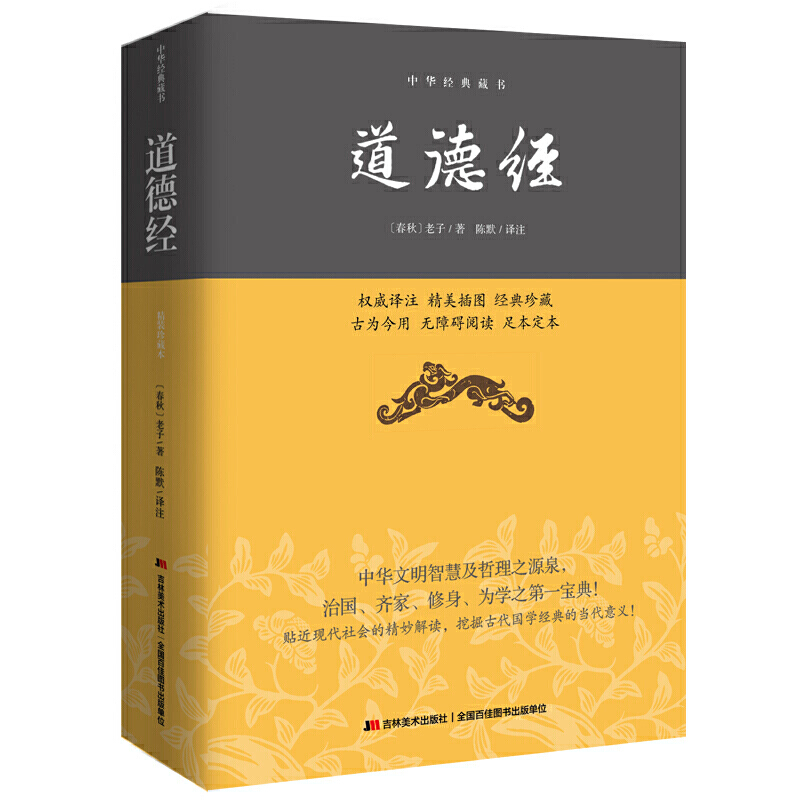 中华经典藏书
道德经
〔春秋〕老子/著 陈默/译注
权威译注 精美插图 经典珍藏
古为今用 无障碍阅读 足本定本
中华文明智慧及哲理之源泉，
治国、齐家、修身、为学之第一宝典！
贴近现代社会的精妙解读，挖掘古代国学经典的当代意义！
吉林美术出版社|全国百佳图书出版单位
中华经典藏书
道德经
精装珍藏本
〔春秋〕老子/著
陈默/译注
吉林美术出版社|全国百佳图书出版单位